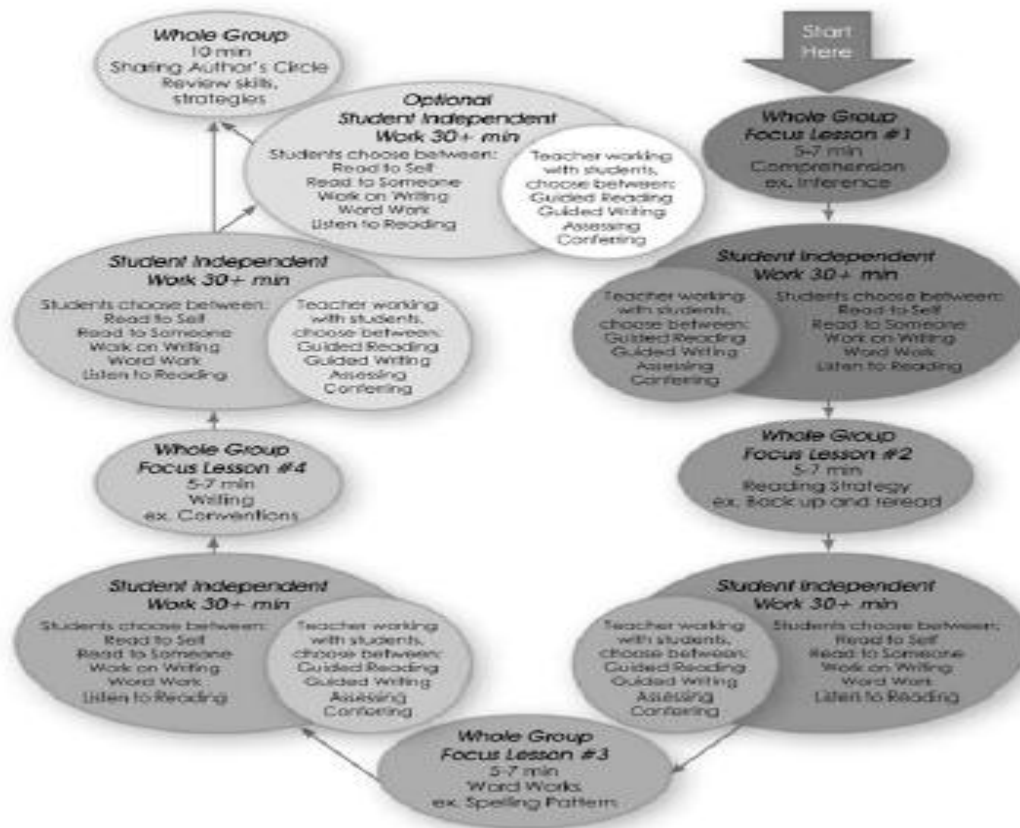 Start
Here
Whole Group
Focus Lesson #1
5-7 min
Comprehension
ex. Inference
Student Independent
Work 30+ min
Teacher working
with students,
choose between:
Guided Reading
Guided Writing
Assessing
Conferring
Students choose between:
Read to Self
Read to Someone
Work on Writing
Word Work
Listen to Reading
Whole Group
Focus Lesson #2
5-7 min
Reading Strategy
ex. Back up and reread
Student Independent
Work 30+ min
Teacher working
with students,
choose between:
Guided Reading
Guided Writing
Assessing
Conferring
Students choose between:
Read to Self
Read to Someone
Work on Writing
Word Work
Listen to Reading
Whole Group
Focus Lesson #3
5-7 min
Word Works
ex. Spelling Pattern
Student Independent
Work 30+ min
Students choose between:
Read to Self
Read to Someone
Work on Writing
Word Work
Listen to Reading
Teacher working
with students,
choose between:
Guided Reading
Guided Writing
Assessing
Conferring
Whole Group
Focus Lesson #4
5-7 min
Writing
ex. Conventions
Student Independent
Work 30+ min
Students choose between:
Read to Self
Read to Someone
Work on Writing
Word Work
Listen to Reading
Teacher working
with students,
choose between:
Guided Reading
Guided Writing
Assessing
Conferring
Optional
Student Independent
Work 30+ min
Students choose between:
Read to Self
Read to Someone
Work on Writing
Word Work
Listen to Reading
Teacher working
with students,
choose between:
Guided Reading
Guided Writing
Assessing
Conferring
Whole Group
10 min
Sharing Author's Circle
Review skills,
strategies